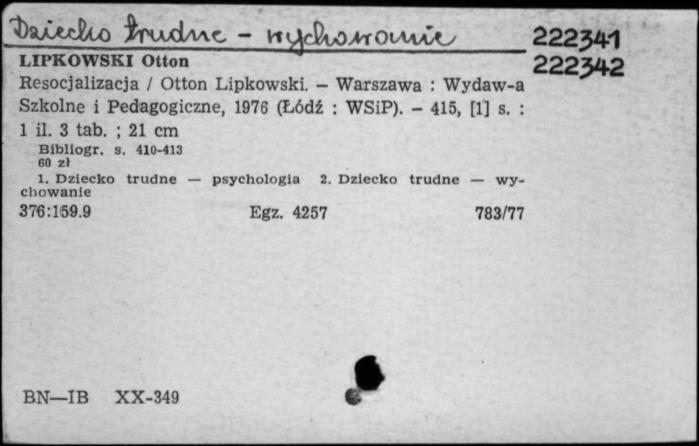 Dziecko trudne - wychowanie
222341
222342
LIPKOWSKI Otton
Resocjalizacja / Otton Lipkowski. – Warszawa : Wydaw-a
Szkolne i Pedagogiczne, 1976 (Łódź : WSiP). – 415, [1] s. :
1 il. 3 tab. ; 21 cm
Bibliogr. s. 410-413
60 zł
1. Dziecko trudne — psychologia 2. Dziecko trudne — wy-
chowanie
376:159.9 Egz. 4257 783/77
BN—IB XX-349